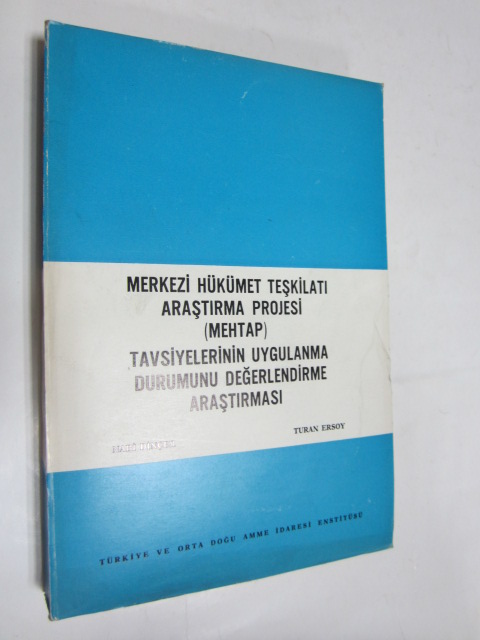 MERKEZİ HÜKÜMET TEŞKİLATI
ARAŞTIRMA PROJESİ
(MEHTAP)
TAVSİYELERİNİN UYGULANMA
DURUMUNU DEĞERLENDİRME
ARAŞTIRMASI
TURAN ERSOY
TÜRKİYE VE ORTA DOĞU AMME İDARESİ ENSTİTÜSÜ